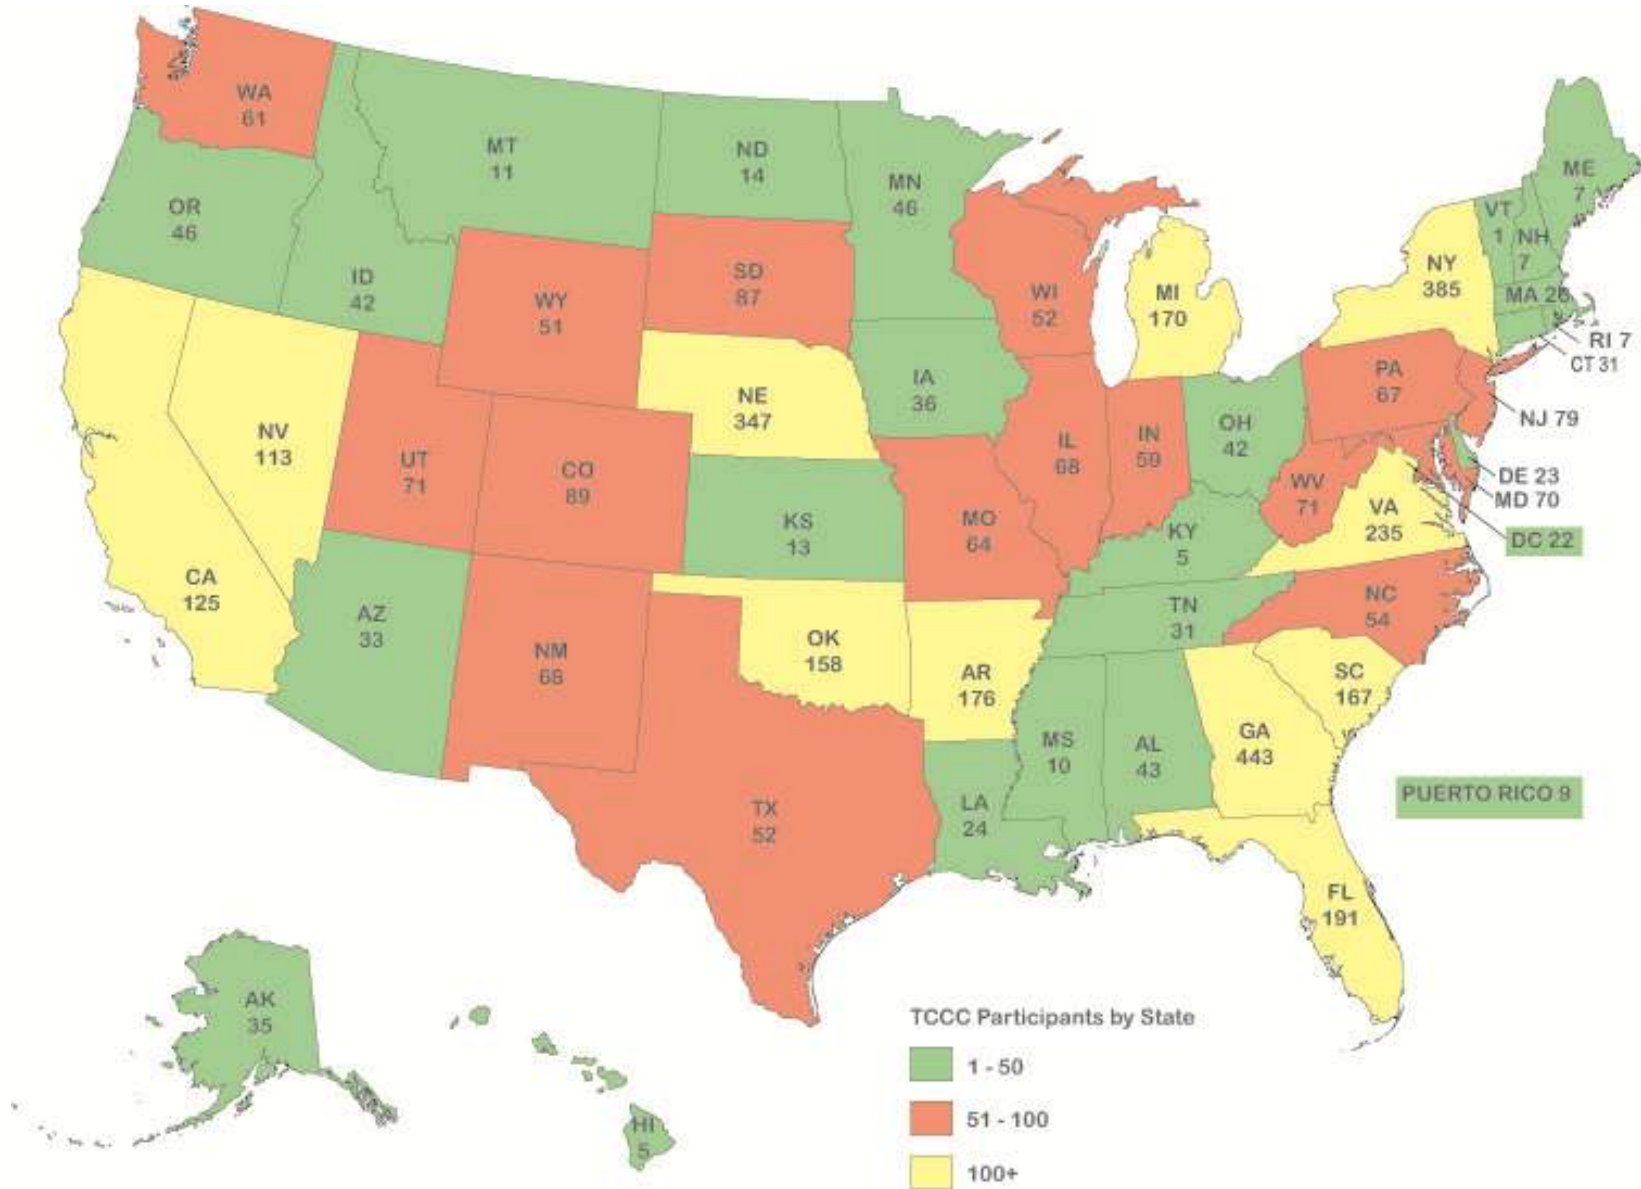 WA
61
MT
11
ND
14
MN
46
OR
46
ID
42
WY
51
SD
87
WI
52
MI
170
NY
385
VT
1
NH
7
ME
7
MA 26
RI 7
CT 31
NV
113
UT
71
CO
89
NE
347
IA
36
IL
68
IN
59
OH
42
PA
67
NJ 79
DE 23
MD 70
DC 22
WV
71
VA
235
KS
13
MO
64
KY
5
CA
125
AZ
33
NM
68
OK
158
AR
176
TN
31
NC
54
SC
167
TX
52
LA
24
MS
10
AL
43
GA
443
PUERTO RICO 9
FL
191
AK
35
HI
5
TCCC Participants by State
1 - 50
51 - 100
100+